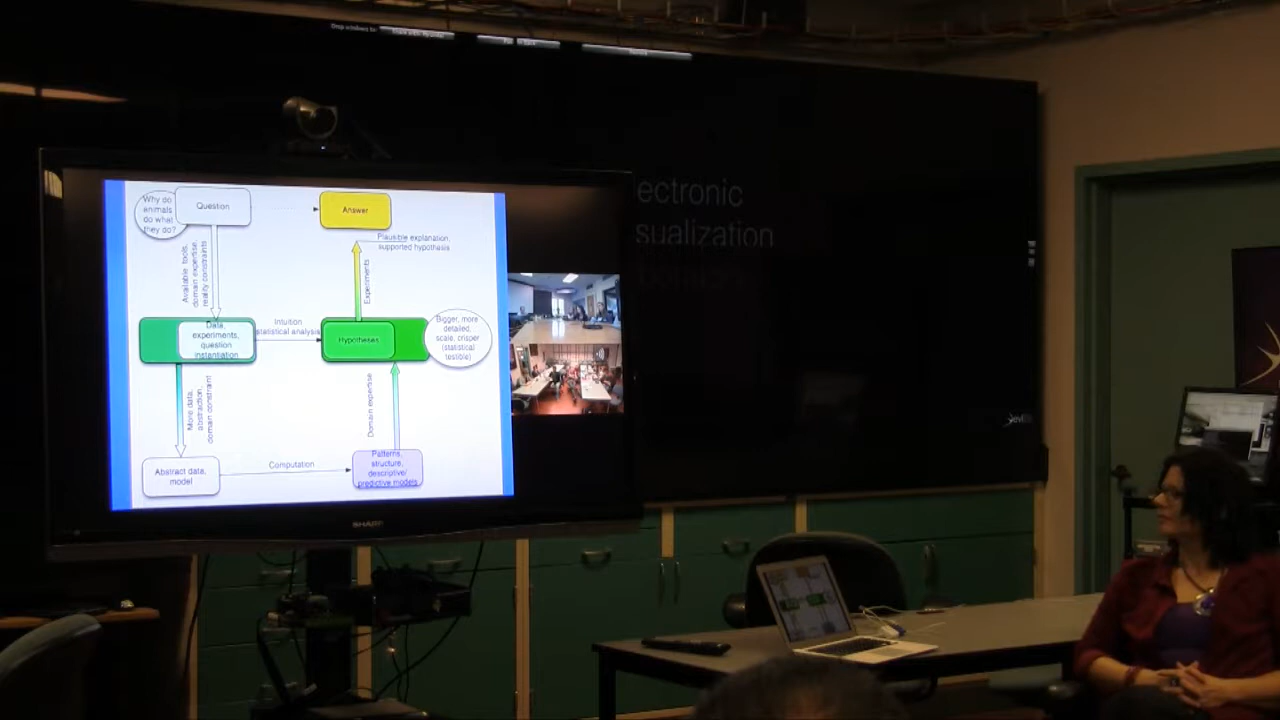 ectronic
sualization
Why do
animals
do what
they do?
Question
Answer
Plausible explanation,
supported hypothesis
Available tools,
domain expertise,
reality constraints
Experiments
Data,
experiments,
question
instantiation
Intuition
statistical analysis
Hypotheses
Bigger, more
detailed,
scale, crisper
(statistical
testible)
More data,
abstraction,
domain constraint
Domain expertise
Abstract data,
model
Computation
Patterns,
structure,
descriptive/
predictive models
SHARP